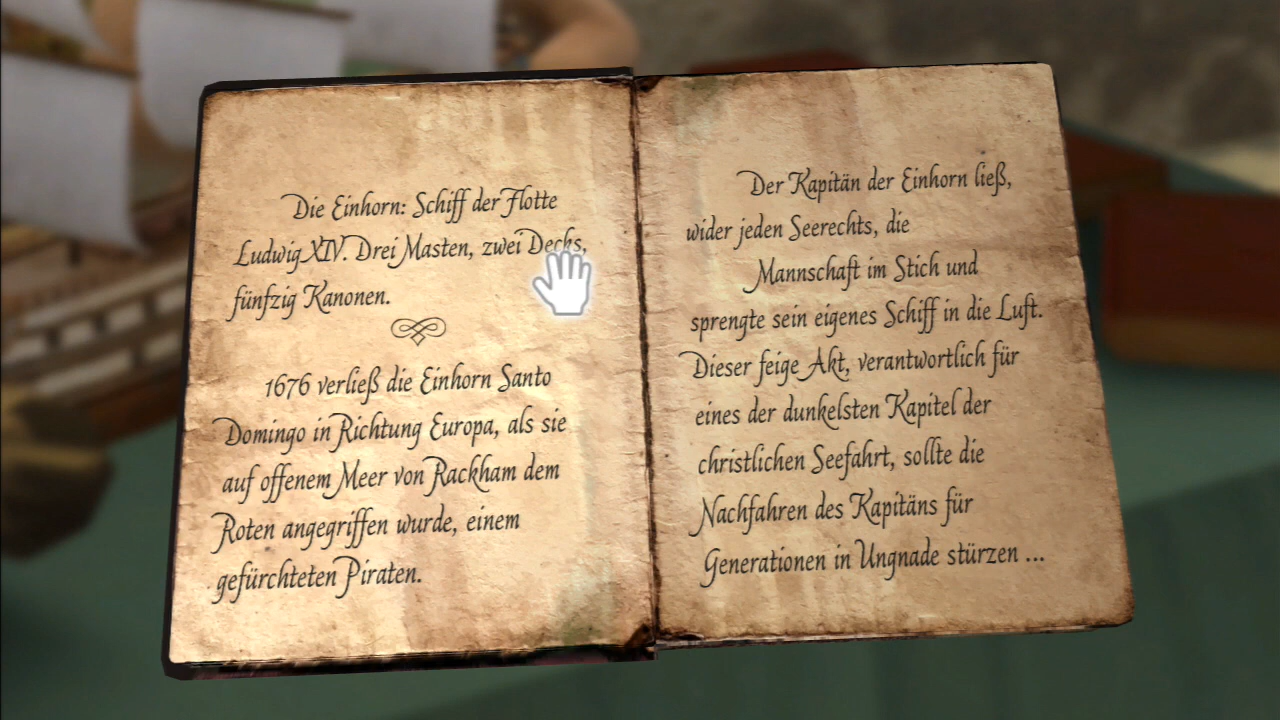 Die Einhorn: Schiff der Flotte
Ludwig XIV. Drei Masten, zwei Decks,
fünfzig Kanonen.
1676 verließ die Einhorn Santo
Domingo in Richtung Europa, als sie
auf offenem Meer von Rackham dem
Roten angegriffen wurde, einem
gefürchteten Piraten.
Der Kapitän der Einhorn ließ,
wider jeden Seerechts, die
Mannschaft im Stich und
sprengte sein eigenes Schiff in die Luft.
Dieser feige Akt, verantwortlich für
eines der dunkelsten Kapitel der
christlichen Seefahrt, sollte die
Nachfahren des Kapitäns für
Generationen in Ungnade stürzen ...